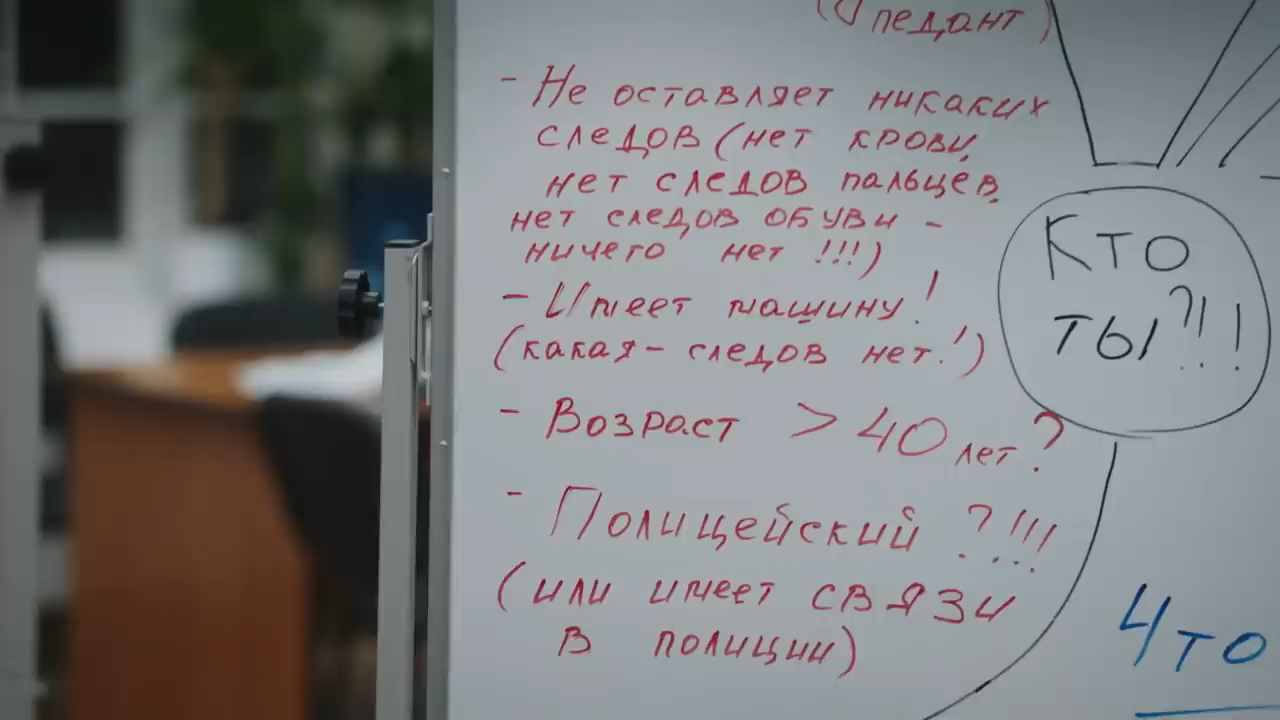 (    педант)
- Не оставляет никаких
следов (нет крови,
нет следов пальцев,
нет следов обуви -
ничего нет !!!)
- Имеет машину!
(какая - следов нет!)
- Возраст > 40 лет?
- Полицейский ?!!!
(или имеет связи
в полиции)
Кто
ты?!!
Что